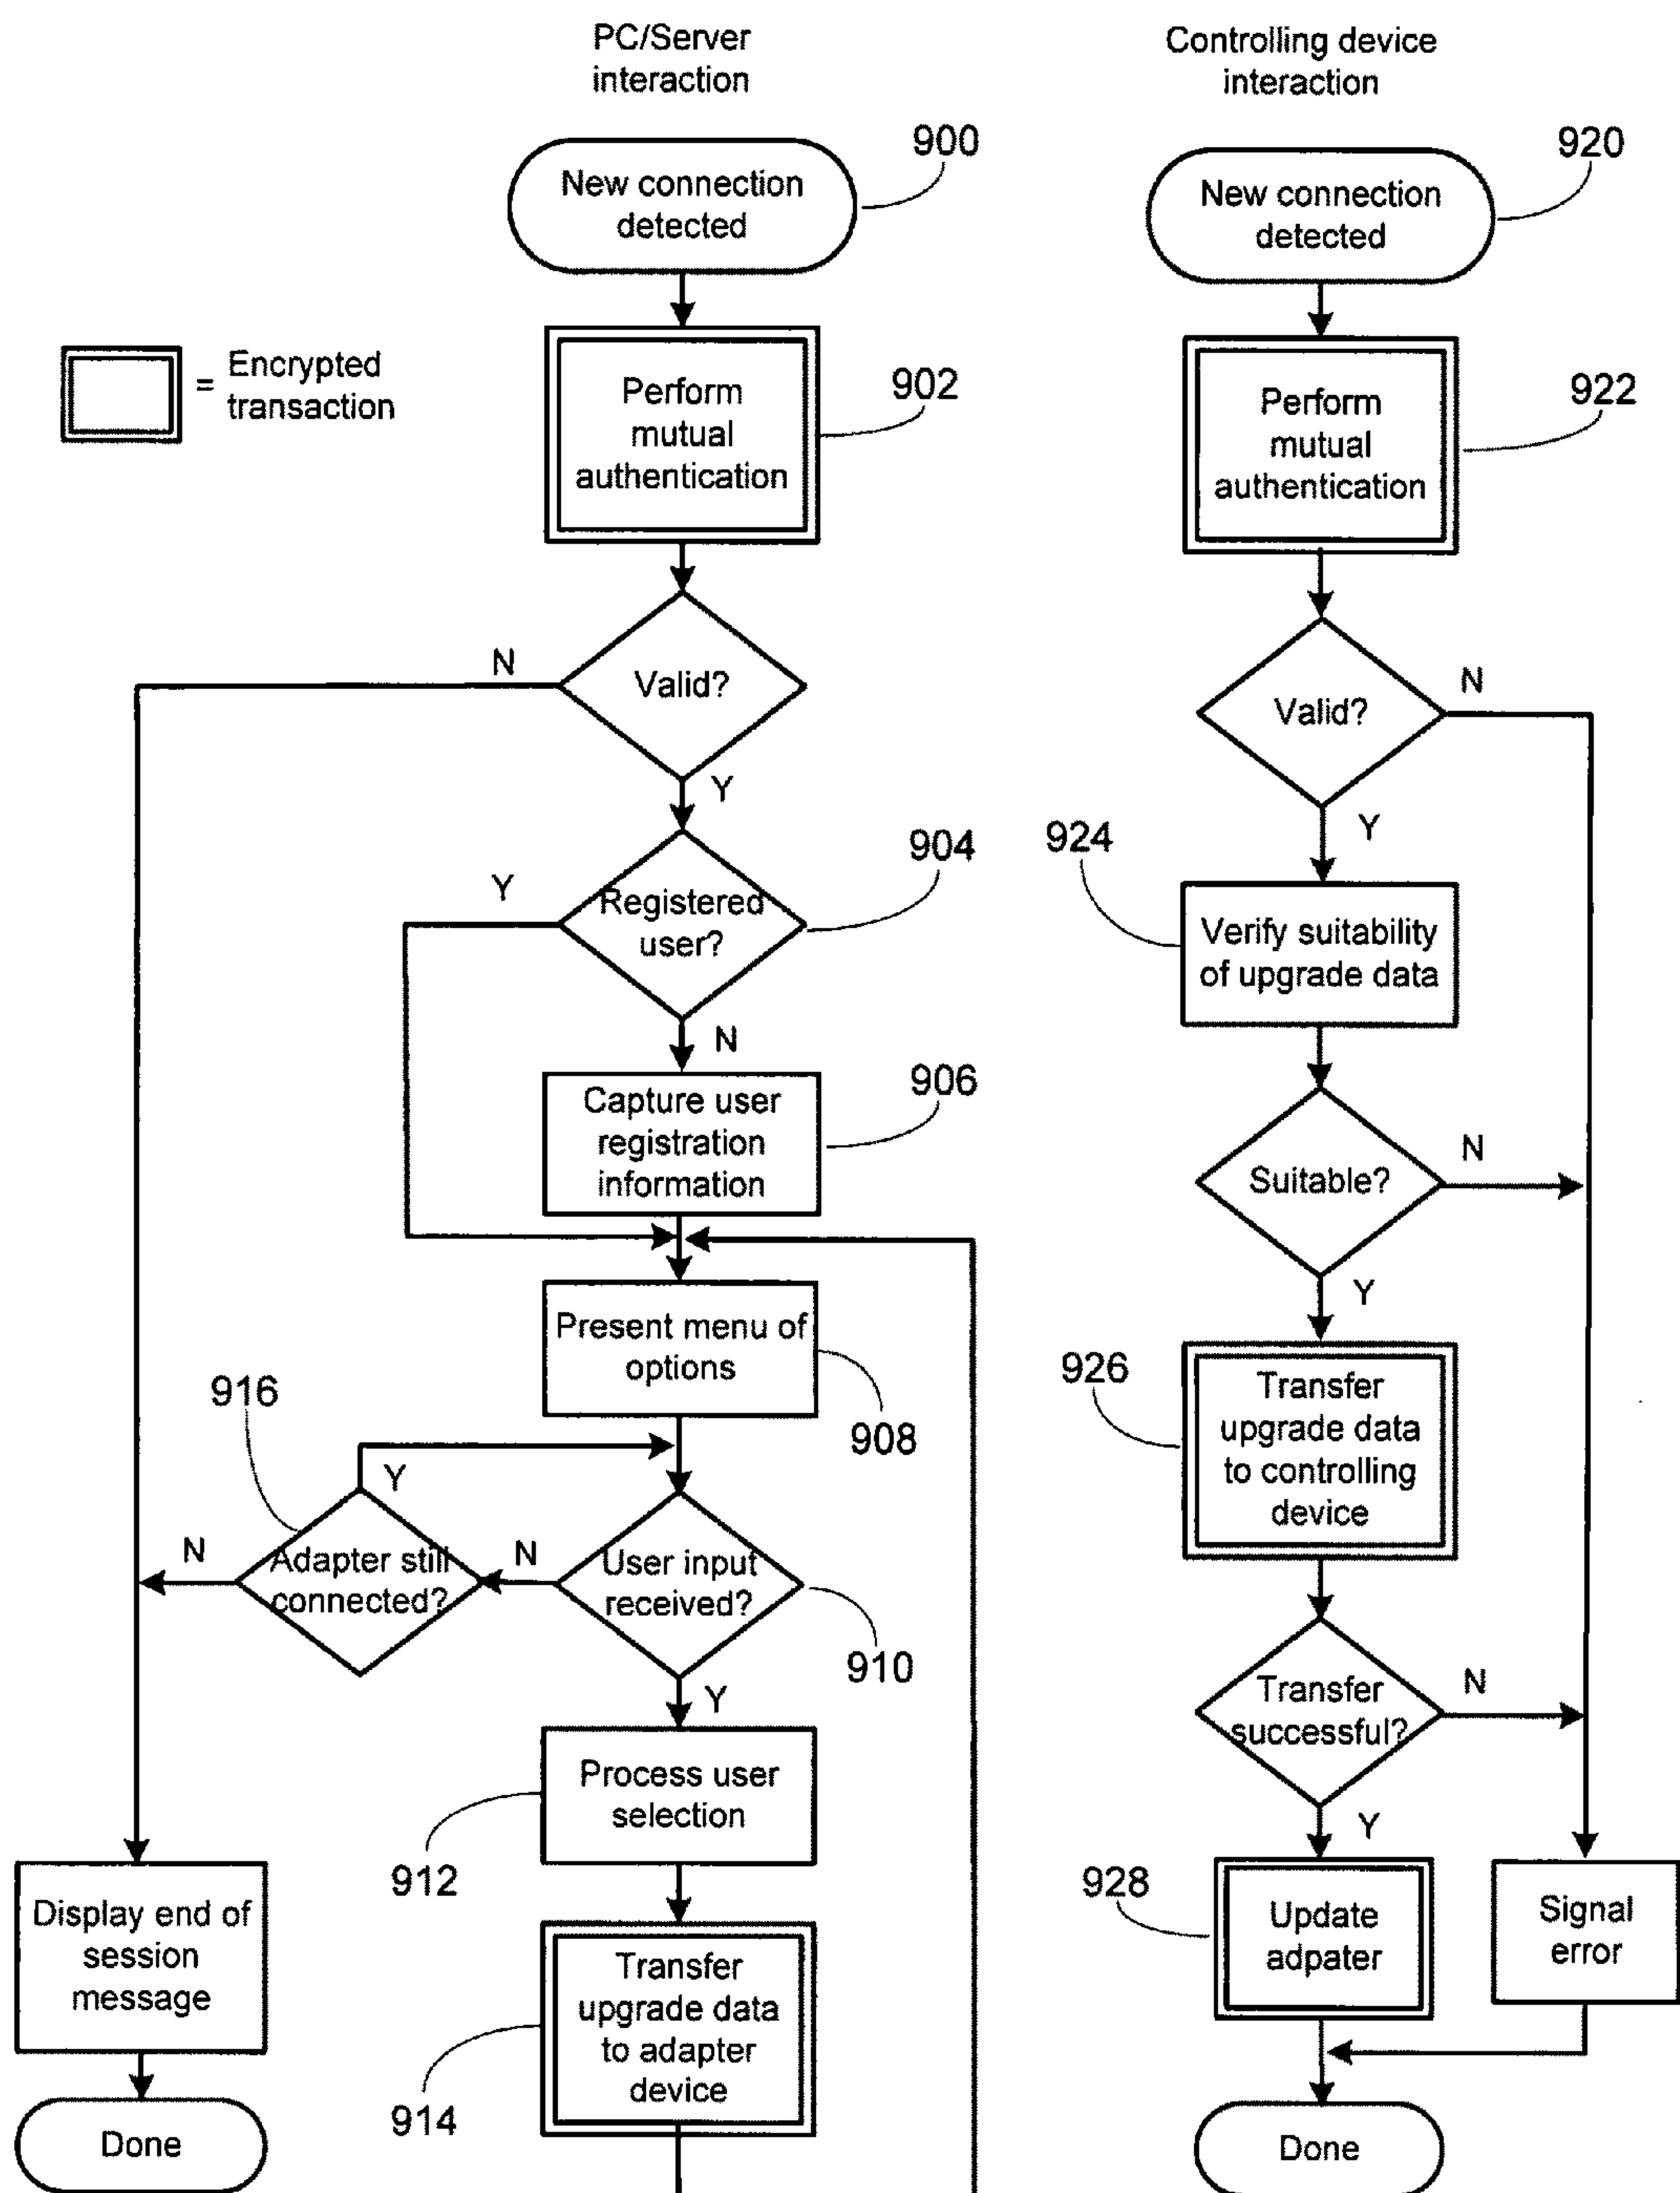 PC/Server
interaction
900
New connection
detected
= Encrypted
transaction
902
Perform
mutual
authentication
N
Valid?
Y
904
Y
Registered
user?
N
906
Capture user
registration
information
Present menu of
options
908
916
Y
N
Adapter still
connected?
N
User input
received?
910
Y
Process user
selection
912
Display end of
session
message
Transfer
upgrade data
to adapter
device
914
Done
Controlling device
interaction
920
New connection
detected
922
Perform
mutual
authentication
N
Valid?
Y
924
Verify suitability
of upgrade data
N
Suitable?
Y
926
Transfer
upgrade data
to controlling
device
N
Transfer
successful?
Y
928
Update
adpater
Signal
error
Done